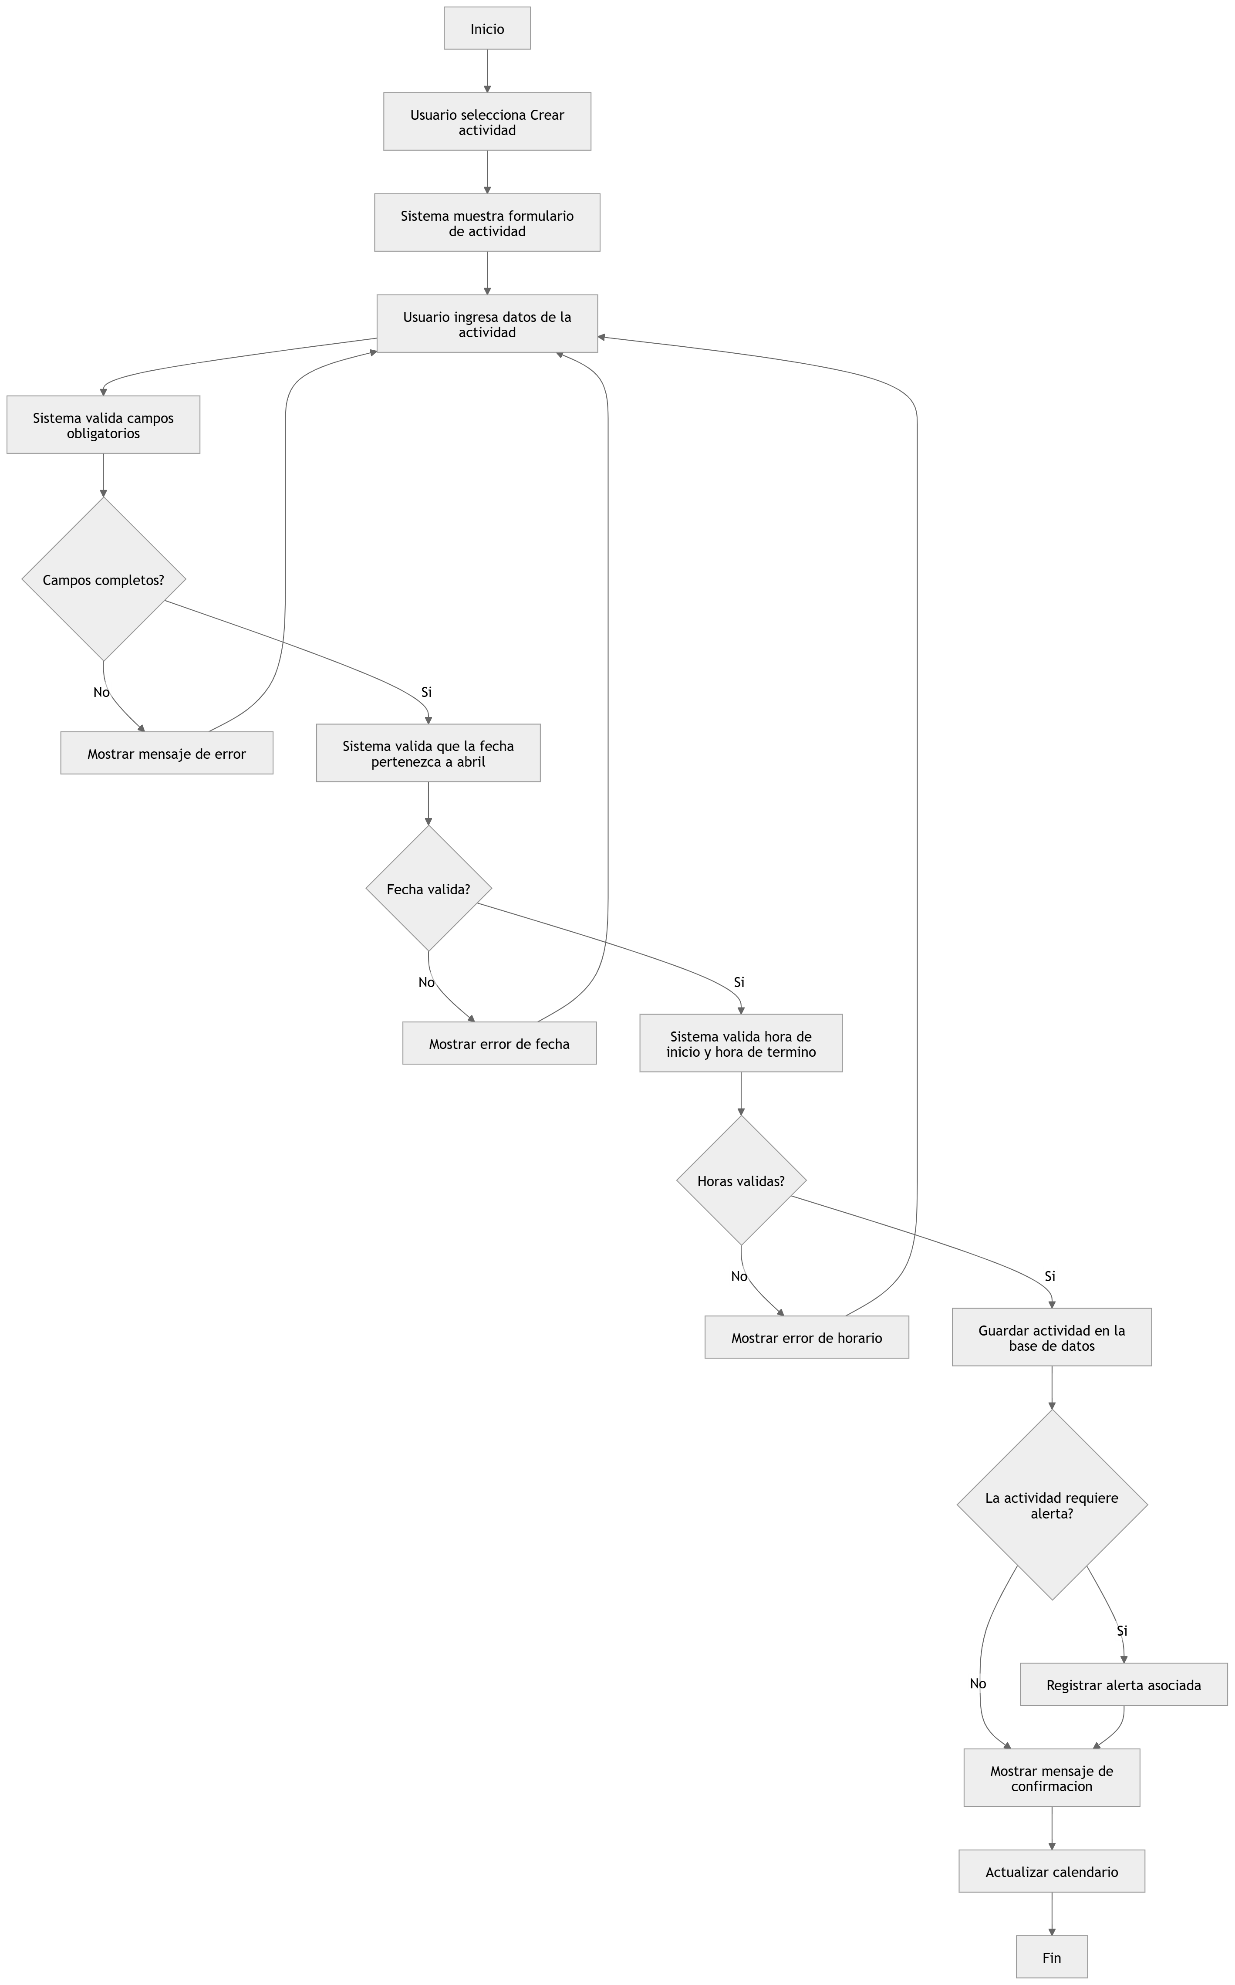 Inicio
Usuario selecciona Crear
actividad
Sistema muestra formulario
de actividad
Usuario ingresa datos de la
actividad
Sistema valida campos
obligatorios
Campos completos?
No
Si
Mostrar mensaje de error
Sistema valida que la fecha
pertenezca a abril
Fecha valida?
No
Si
Mostrar error de fecha
Sistema valida hora de
inicio y hora de termino
Horas validas?
No
Si
Mostrar error de horario
Guardar actividad en la
base de datos
La actividad requiere
alerta?
Si
No
Registrar alerta asociada
Mostrar mensaje de
confirmacion
Actualizar calendario
Fin